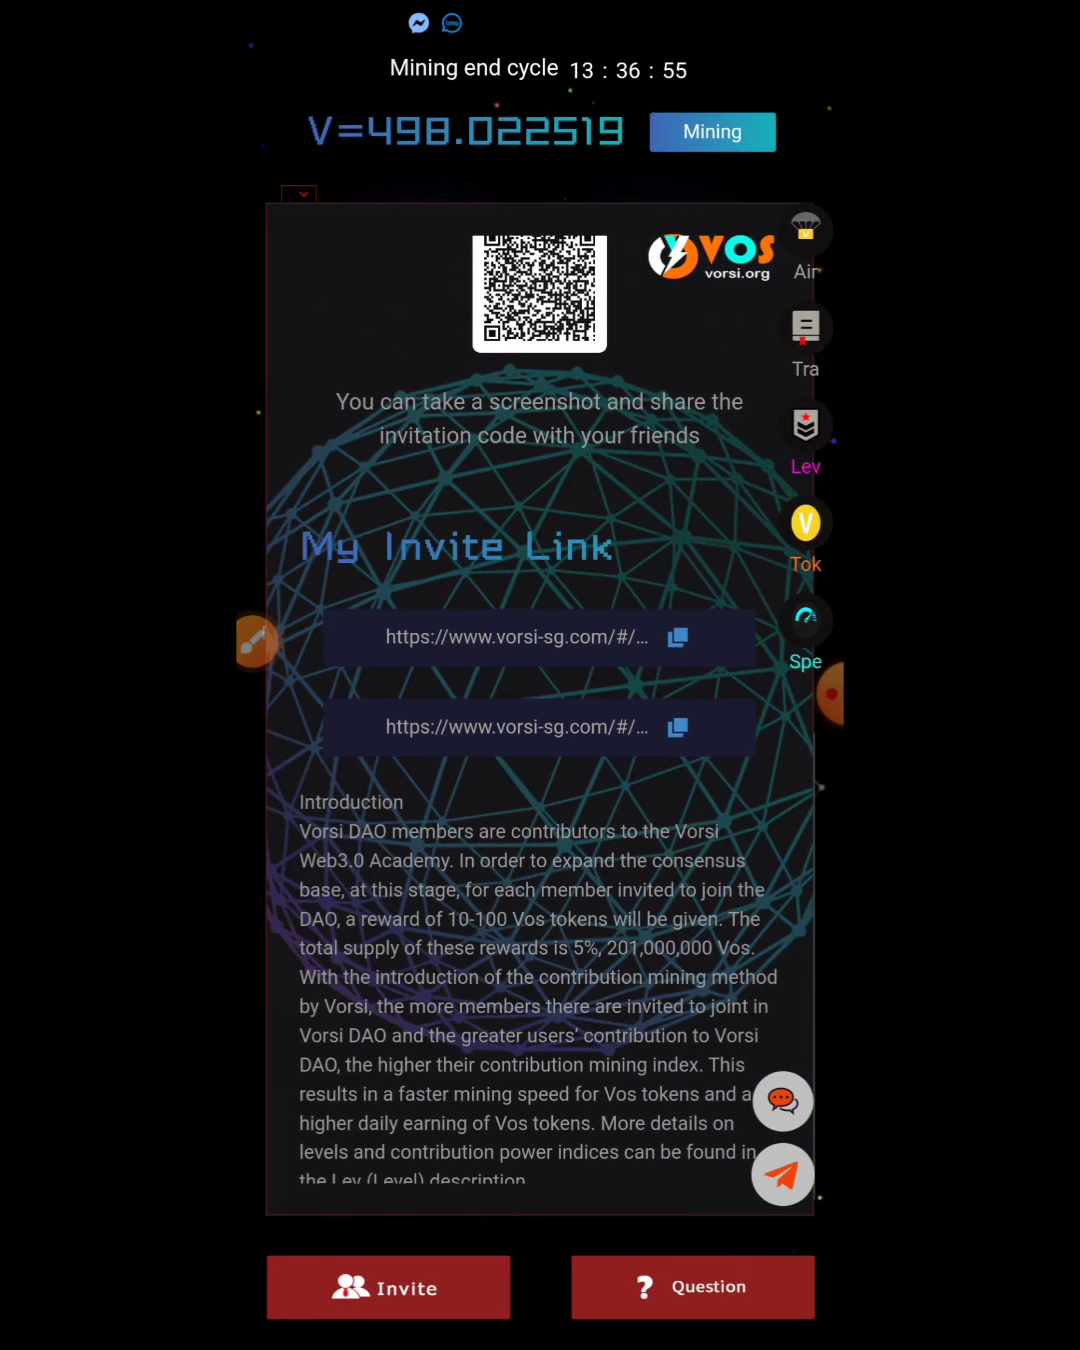 imo
Mining end cycle 13 : 36 : 55
V=498.022519
Mining
VOS
vorsi.org
Air
You can take a screenshot and share the
invitation code with your friends
Tra
Lev
My Invite Link
V
Tok
https://www.vorsi-sg.com/#/...
Spe
https://www.vorsi-sg.com/#/...
Introduction
Vorsi DAO members are contributors to the Vorsi
Web3.0 Academy. In order to expand the consensus
base, at this stage, for each member invited to join the
DAO, a reward of 10-100 Vos tokens will be given. The
total supply of these rewards is 5%, 201,000,000 Vos.
With the introduction of the contribution mining method
by Vorsi, the more members there are invited to joint in
Vorsi DAO and the greater users’ contribution to Vorsi
DAO, the higher their contribution mining index. This
results in a faster mining speed for Vos tokens and a
higher daily earning of Vos tokens. More details on
levels and contribution power indices can be found in
the Lev (Level) description
Invite
? Question